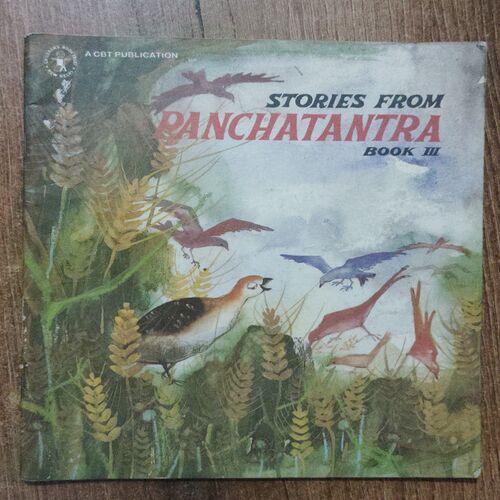 A CBT PUBLICATION
STORIES FROM
PANCHATANTRA
BOOK III